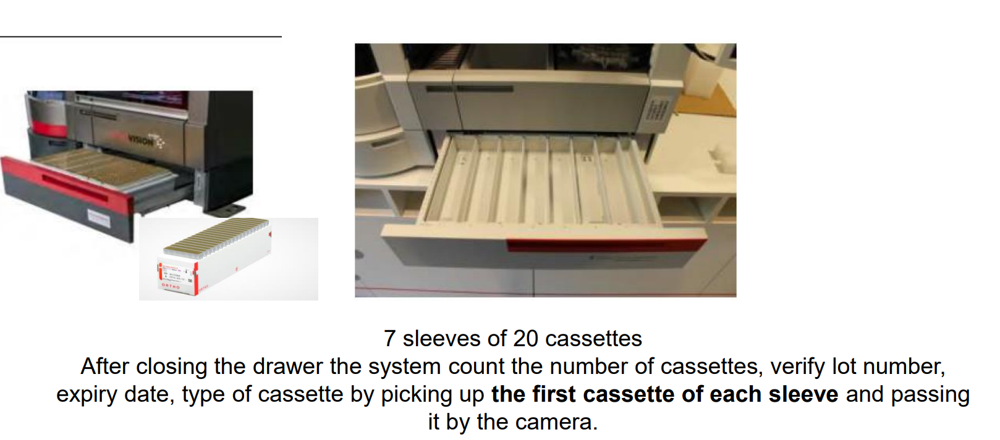 VISION
ORTHO
7 sleeves of 20 cassettes
After closing the drawer the system count the number of cassettes, verify lot number,
expiry date, type of cassette by picking up the first cassette of each sleeve and passing
it by the camera.